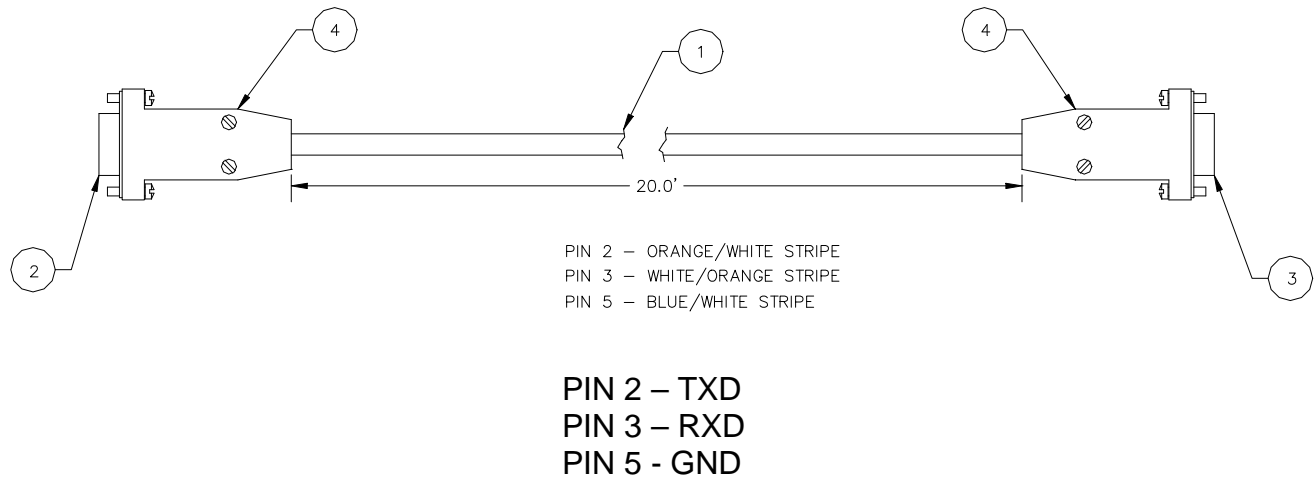 4
1
4
20.0'
2
3
PIN 2 – ORANGE/WHITE STRIPE
PIN 3 – WHITE/ORANGE STRIPE
PIN 5 – BLUE/WHITE STRIPE
PIN 2 – TXD
PIN 3 – RXD
PIN 5 - GND